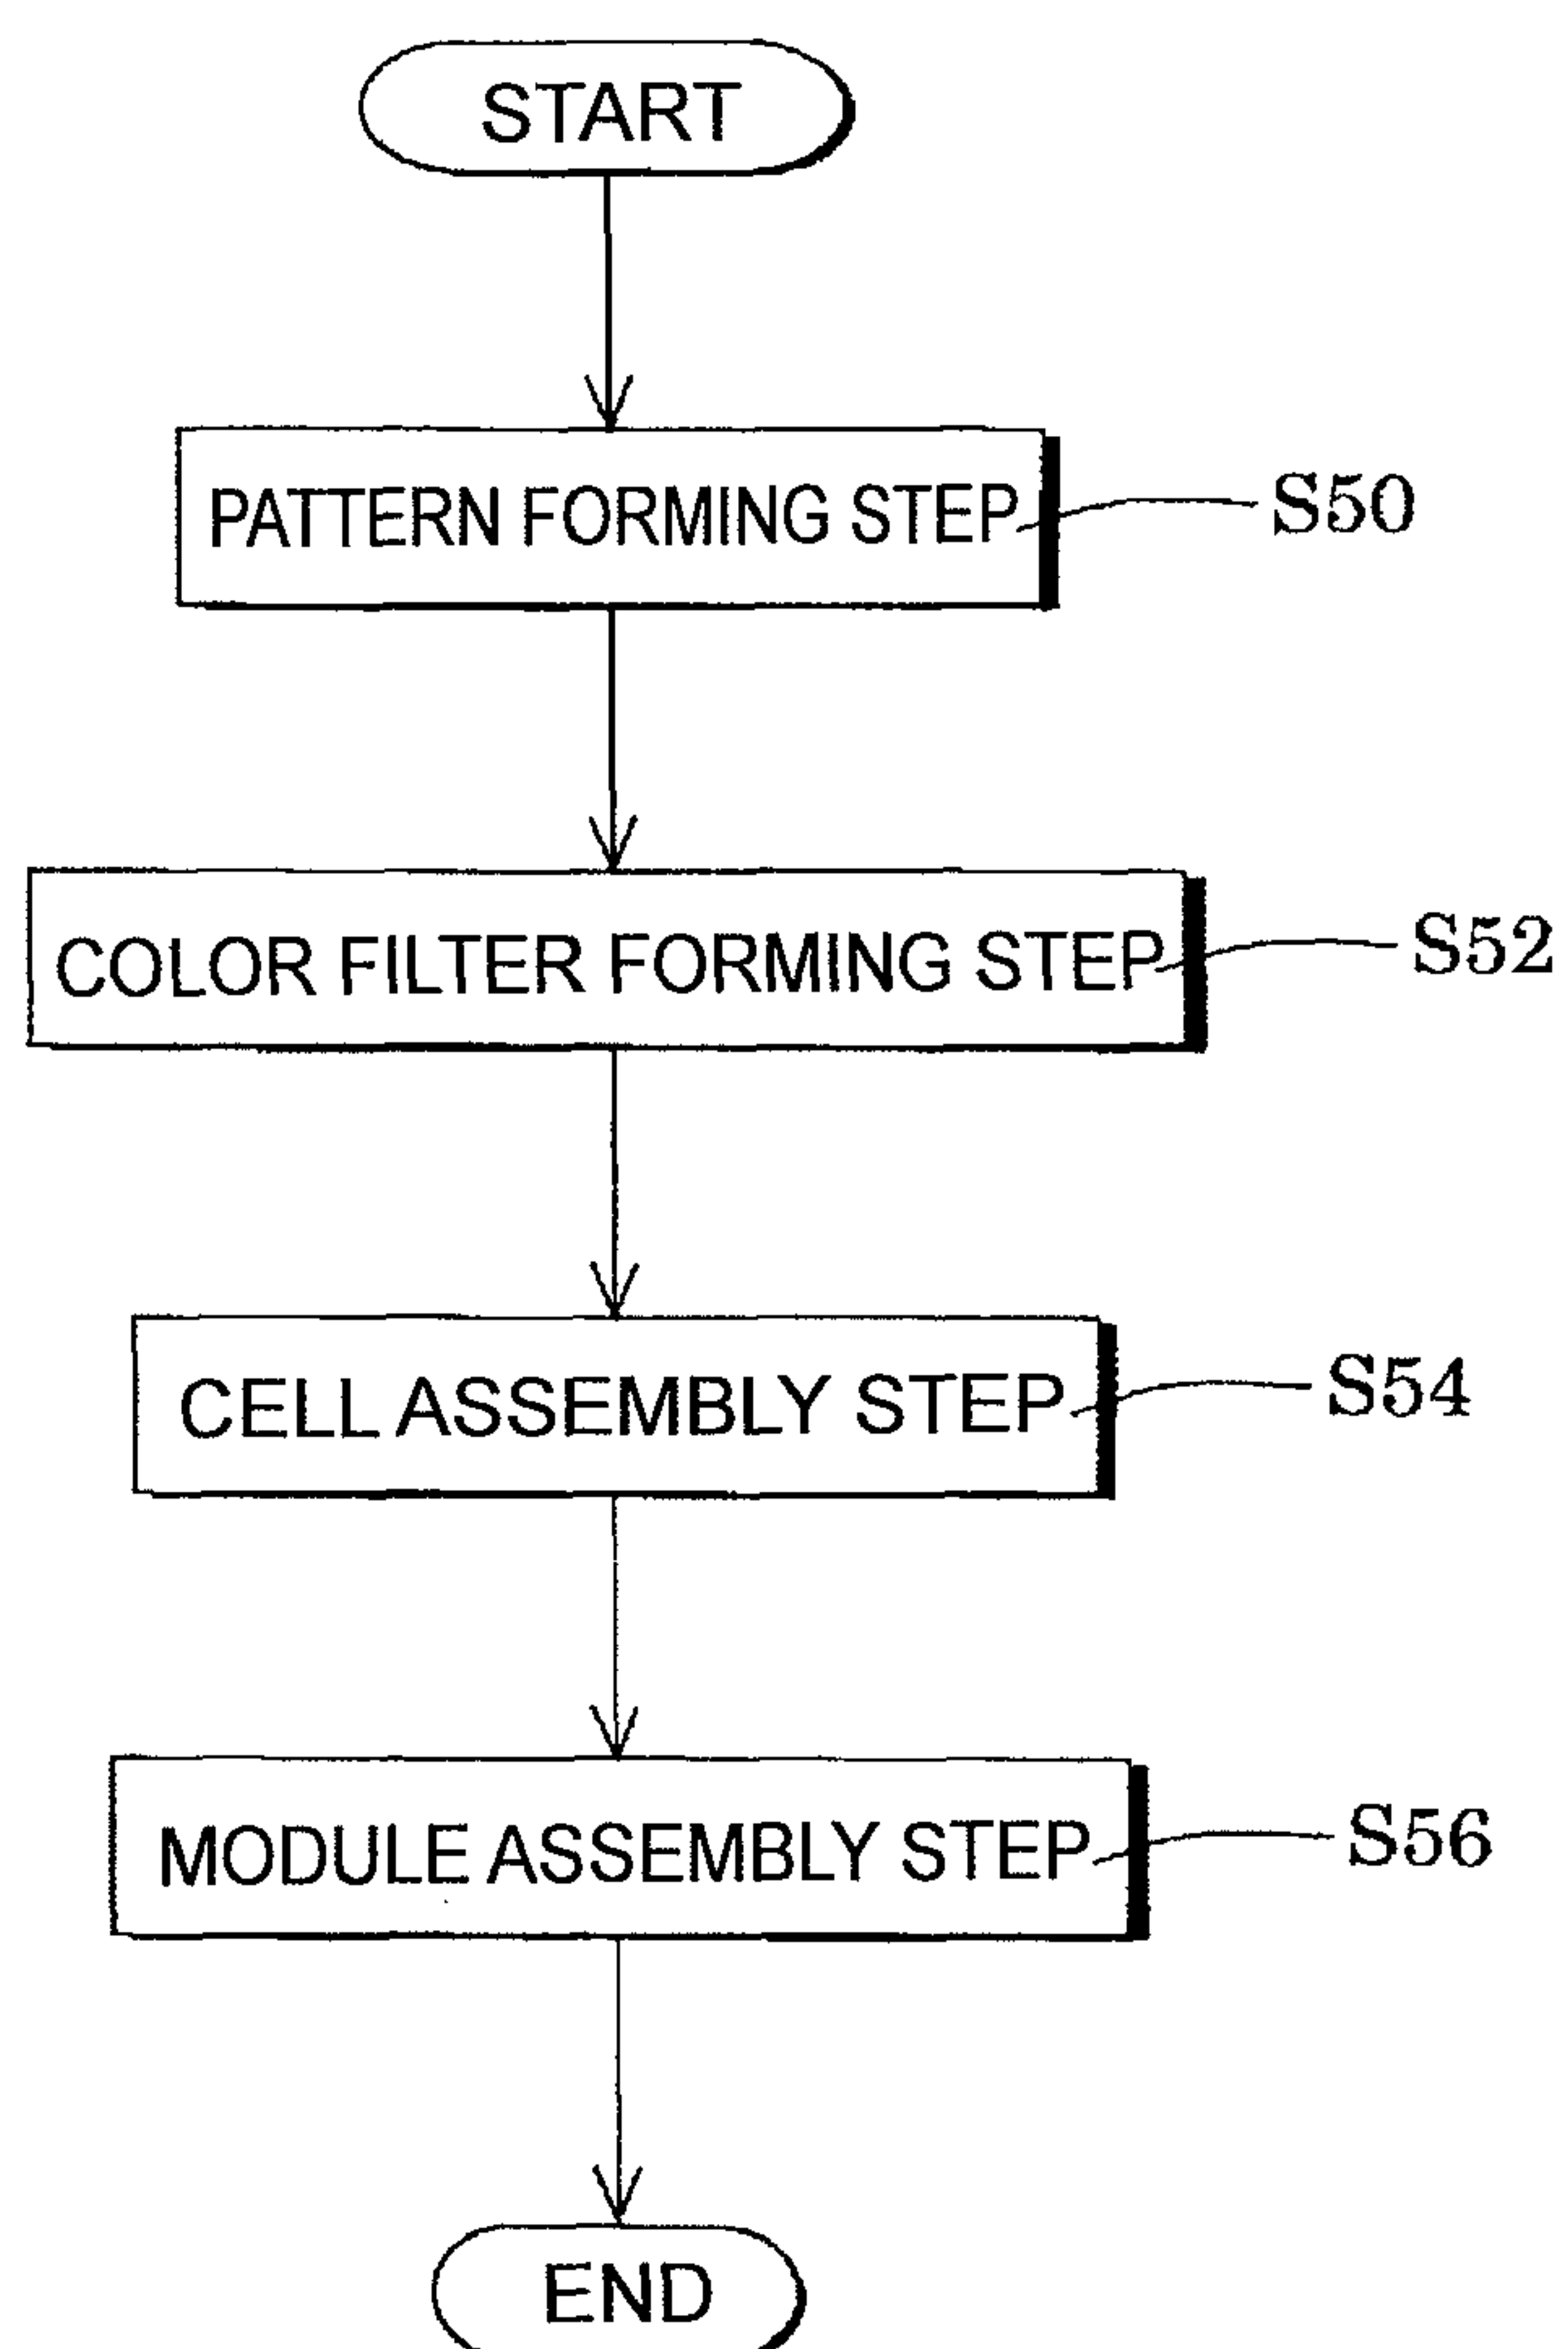 START
PATTERN FORMING STEP S50
COLOR FILTER FORMING STEP S52
CELL ASSEMBLY STEP S54
MODULE ASSEMBLY STEP S56
END